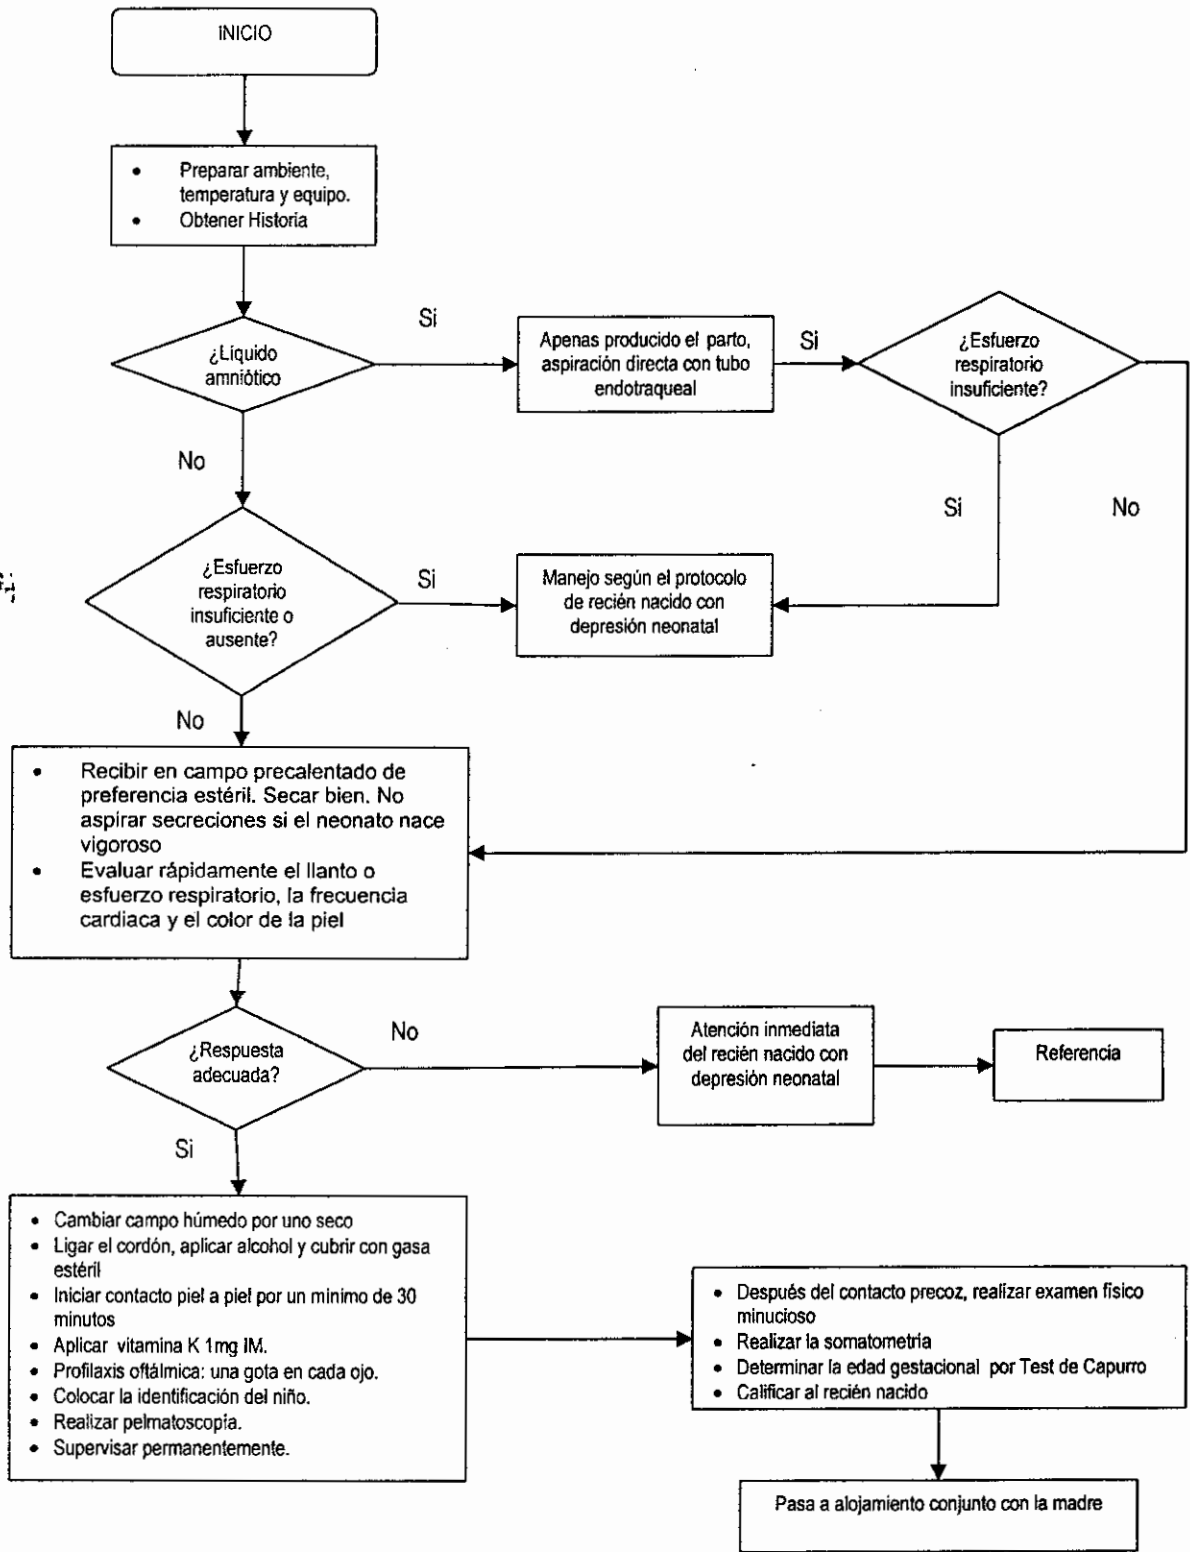 INICIO
• Preparar ambiente,
temperatura y equipo.
• Obtener Historia
¿Líquido
amniótico
Si
Apenas producido el parto,
aspiración directa con tubo
endotraqueal
Si
¿Esfuerzo
respiratorio
insuficiente?
No
Si
No
¿Esfuerzo
respiratorio
insuficiente o
ausente?
Si
Manejo según el protocolo
de recién nacido con
depresión neonatal
No
• Recibir en campo precalentado de
preferencia estéril. Secar bien. No
aspirar secreciones si el neonato nace
vigoroso
• Evaluar rápidamente el llanto o
esfuerzo respiratorio, la frecuencia
cardiaca y el color de la piel
¿Respuesta
adecuada?
No
Atención inmediata
del recién nacido con
depresión neonatal
Referencia
Si
• Cambiar campo húmedo por uno seco
• Ligar el cordón, aplicar alcohol y cubrir con gasa
estéril
• Iniciar contacto piel a piel por un mínimo de 30
minutos
• Aplicar vitamina K 1mg IM.
• Profilaxis oftálmica: una gota en cada ojo.
• Colocar la identificación del niño.
• Realizar pelmatoscopía.
• Supervisar permanentemente.
• Después del contacto precoz, realizar examen físico
minucioso
• Realizar la somatometría
• Determinar la edad gestacional por Test de Capurro
• Calificar al recién nacido
Pasa a alojamiento conjunto con la madre